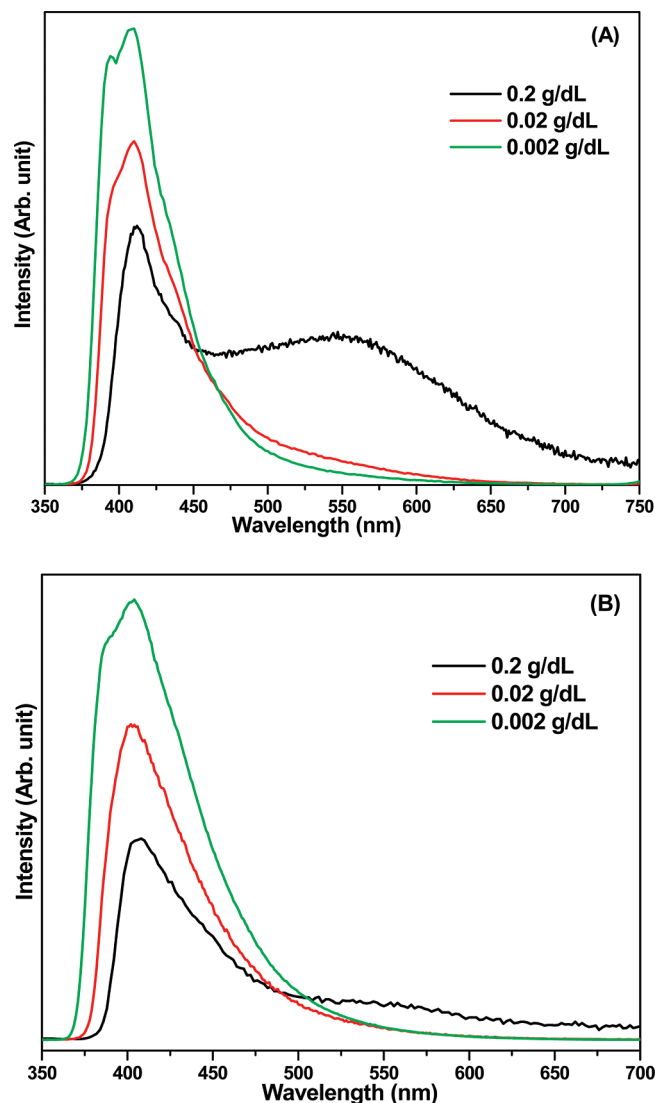 (A)
0.2 g/dL
0.02 g/dL
0.002 g/dL
Intensity (Arb. unit)
350 400 450 500 550 600 650 700 750
Wavelength (nm)
(B)
0.2 g/dL
0.02 g/dL
0.002 g/dL
Intensity (Arb. unit)
350 400 450 500 550 600 650 700
Wavelength (nm)